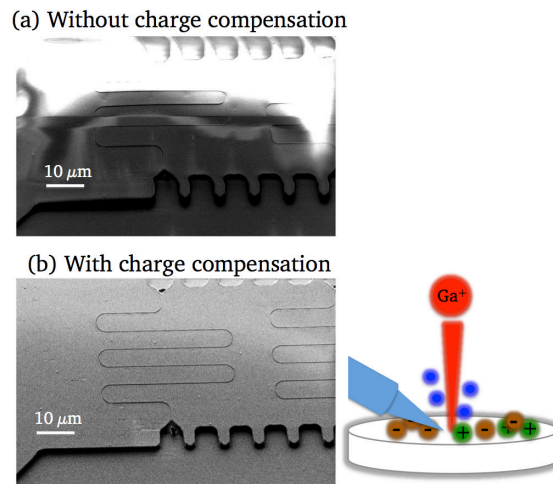 (a) Without charge compensation
10 μm
(b) With charge compensation
10 μm
Ga⁺
- - + - + - +